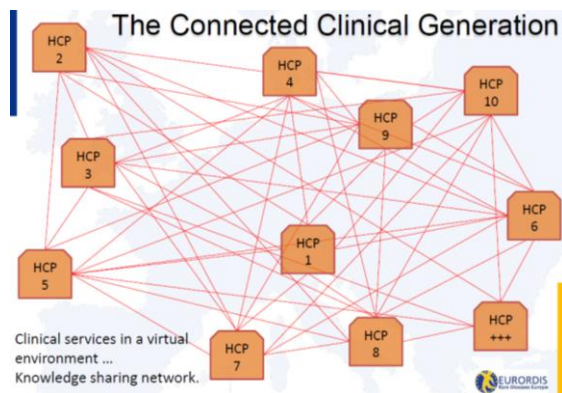 The Connected Clinical Generation
HCP
2
HCP
4
HCP
10
HCP
9
HCP
3
HCP
6
HCP
1
HCP
5
HCP
+++
HCP
8
HCP
7
Clinical services in a virtual
environment ...
Knowledge sharing network.
EURORDIS
Rare Diseases Europe